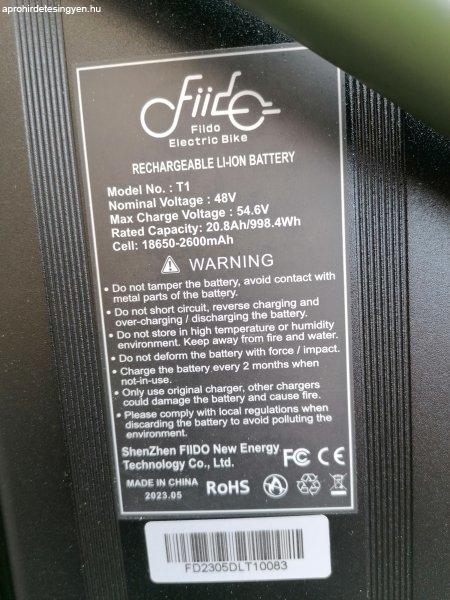 aprohirdetesingyen.hu
Fiido
Fiido
Electric Bike
RECHARGEABLE LI-ION BATTERY
Model No. : T1
Nominal Voltage : 48V
Max Charge Voltage : 54.6V
Rated Capacity: 20.8Ah/998.4Wh
Cell: 18650-2600mAh
WARNING
• Do not tamper the battery, avoid contact with
metal parts of the battery.
• Do not short circuit, reverse charging and
over-charging / discharging the battery.
• Do not store in high temperature or humidity
environment. Keep away from fire and water.
• Do not deform the battery with force / impact.
• Charge the battery every 2 months when
not-in-use.
• Only use original charger, other chargers
could damage the battery and cause fire.
• Please comply with local regulations when
discarding the battery to avoid polluting the
environment.
ShenZhen FIIDO New Energy
Technology Co., Ltd.
FC CE
MADE IN CHINA
2023.05
RoHS
FD2305DLT10083